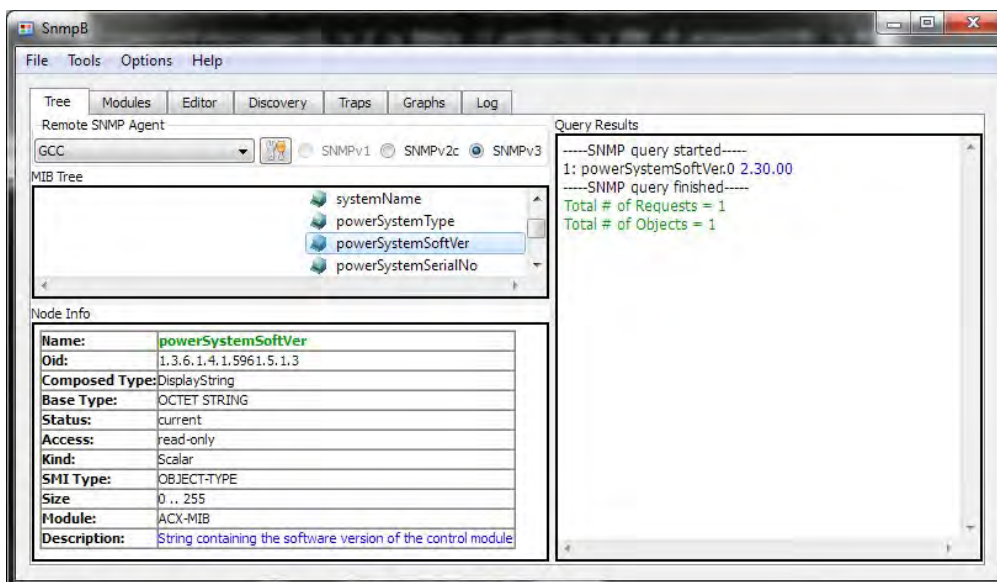 SnmpB
File Tools Options Help
Tree Modules Editor Discovery Traps Graphs Log
Remote SNMP Agent
GCC SNMPv1 SNMPv2c SNMPv3
MIB Tree
systemName
powerSystemType
powerSystemSoftVer
powerSystemSerialNo
Node Info
Name: powerSystemSoftVer
Oid: 1.3.6.1.4.1.5961.5.1.3
Composed Type: DisplayString
Base Type: OCTET STRING
Status: current
Access: read-only
Kind: Scalar
SMI Type: OBJECT-TYPE
Size 0 .. 255
Module: ACX-MIB
Description: String containing the software version of the control module
Query Results
-----SNMP query started-----
1: powerSystemSoftVer.0 2.30.00
-----SNMP query finished-----
Total # of Requests = 1
Total # of Objects = 1